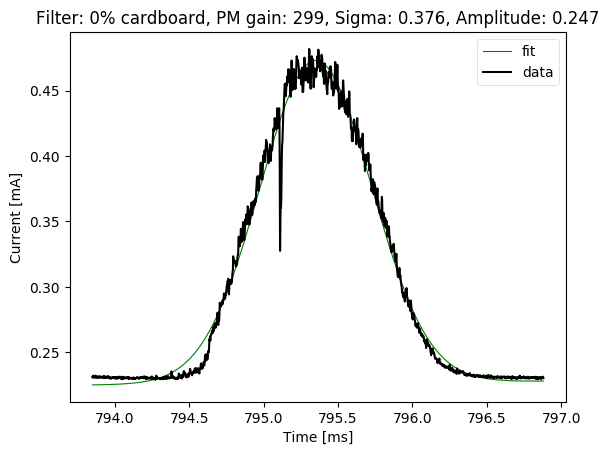 Filter: 0% cardboard, PM gain: 299, Sigma: 0.376, Amplitude: 0.247
fit
data
0.45
0.40
0.35
0.30
0.25
Current [mA]
794.0 794.5 795.0 795.5 796.0 796.5 797.0
Time [ms]